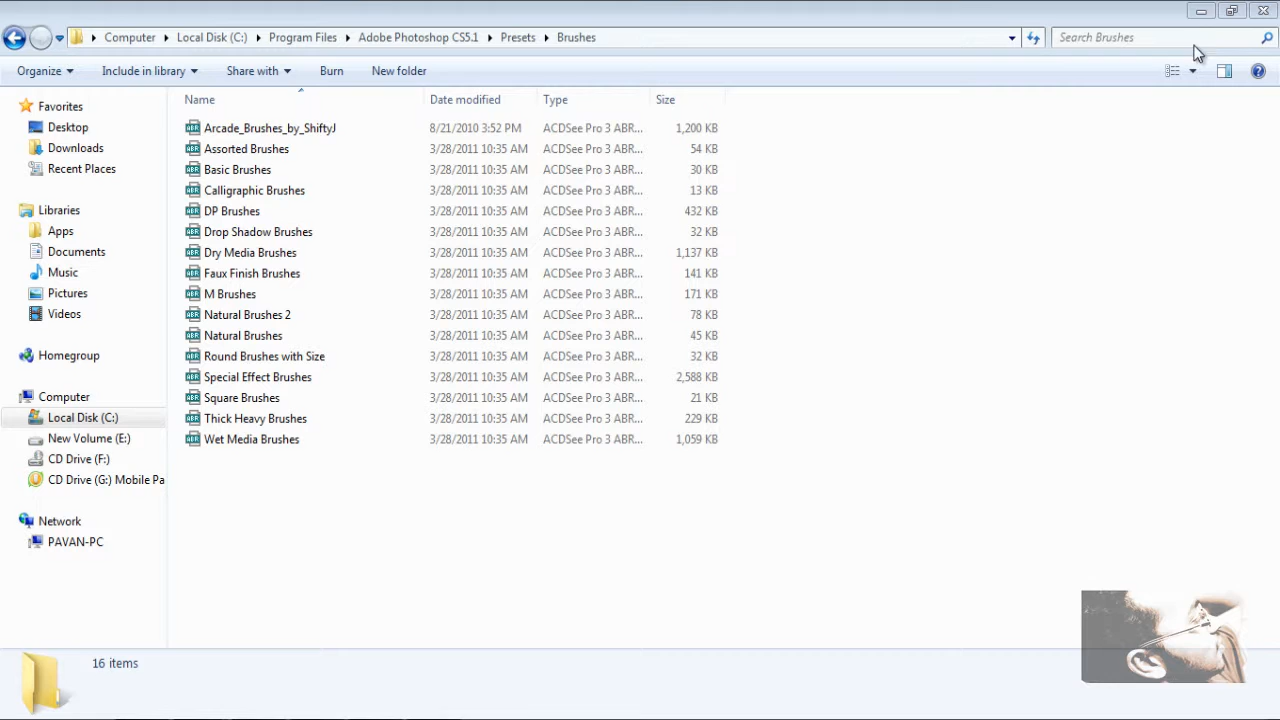 Computer Local Disk (C:) Program Files Adobe Photoshop CS5.1 Presets Brushes Search Brushes
Organize Include in library Share with Burn New folder
Name Date modified Type Size
Favorites
Desktop
Downloads
Recent Places
Libraries
Apps
Documents
Music
Pictures
Videos
Homegroup
Computer
Local Disk (C:)
New Volume (E:)
CD Drive (F:)
CD Drive (G:) Mobile Pa
Network
PAVAN-PC
Arcade_Brushes_by_ShiftyJ 8/21/2010 3:52 PM ACDSee Pro 3 ABR... 1,200 KB
Assorted Brushes 3/28/2011 10:35 AM ACDSee Pro 3 ABR... 54 KB
Basic Brushes 3/28/2011 10:35 AM ACDSee Pro 3 ABR... 30 KB
Calligraphic Brushes 3/28/2011 10:35 AM ACDSee Pro 3 ABR... 13 KB
DP Brushes 3/28/2011 10:35 AM ACDSee Pro 3 ABR... 432 KB
Drop Shadow Brushes 3/28/2011 10:35 AM ACDSee Pro 3 ABR... 32 KB
Dry Media Brushes 3/28/2011 10:35 AM ACDSee Pro 3 ABR... 1,137 KB
Faux Finish Brushes 3/28/2011 10:35 AM ACDSee Pro 3 ABR... 141 KB
M Brushes 3/28/2011 10:35 AM ACDSee Pro 3 ABR... 171 KB
Natural Brushes 2 3/28/2011 10:35 AM ACDSee Pro 3 ABR... 78 KB
Natural Brushes 3/28/2011 10:35 AM ACDSee Pro 3 ABR... 45 KB
Round Brushes with Size 3/28/2011 10:35 AM ACDSee Pro 3 ABR... 32 KB
Special Effect Brushes 3/28/2011 10:35 AM ACDSee Pro 3 ABR... 2,588 KB
Square Brushes 3/28/2011 10:35 AM ACDSee Pro 3 ABR... 21 KB
Thick Heavy Brushes 3/28/2011 10:35 AM ACDSee Pro 3 ABR... 229 KB
Wet Media Brushes 3/28/2011 10:35 AM ACDSee Pro 3 ABR... 1,059 KB
16 items